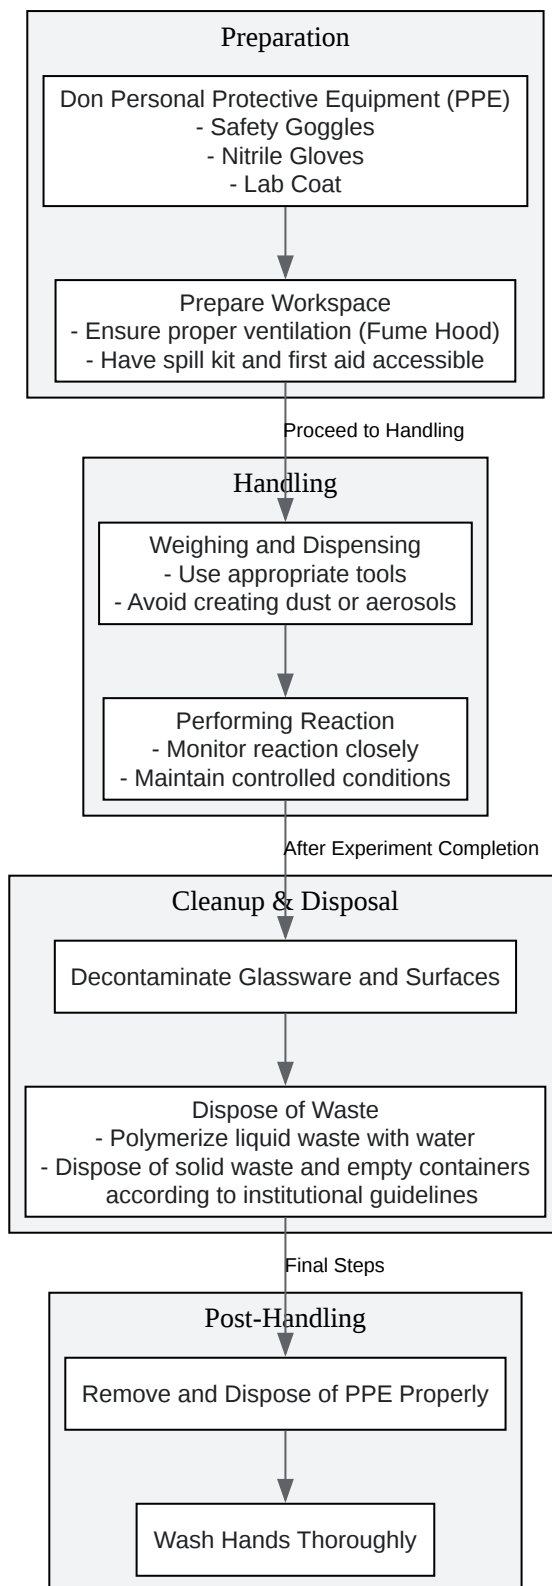 Preparation
Don Personal Protective Equipment (PPE)
- Safety Goggles
- Nitrile Gloves
- Lab Coat
Prepare Workspace
- Ensure proper ventilation (Fume Hood)
- Have spill kit and first aid accessible
Proceed to Handling
Handling
Weighing and Dispensing
- Use appropriate tools
- Avoid creating dust or aerosols
Performing Reaction
- Monitor reaction closely
- Maintain controlled conditions
After Experiment Completion
Cleanup & Disposal
Decontaminate Glassware and Surfaces
Dispose of Waste
- Polymerize liquid waste with water
- Dispose of solid waste and empty containers
according to institutional guidelines
Final Steps
Post-Handling
Remove and Dispose of PPE Properly
Wash Hands Thoroughly